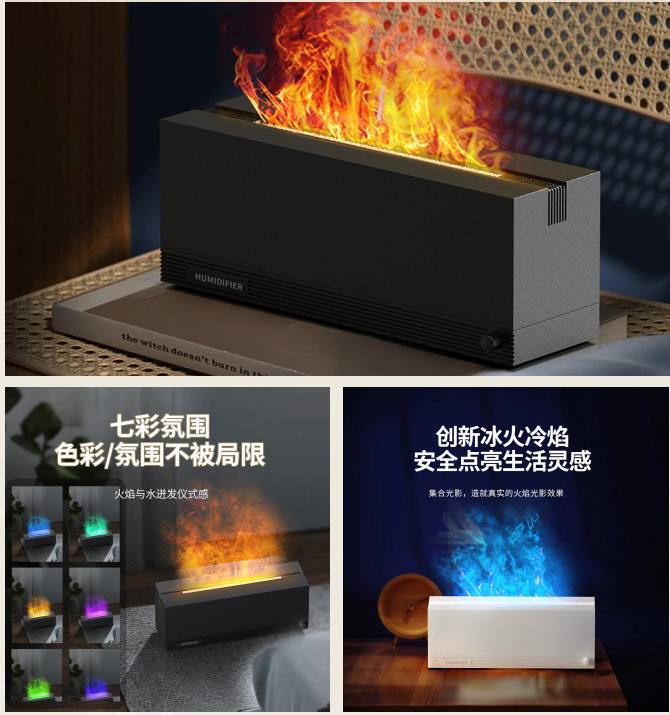 HUMIDIFIER
the witch doesn't burn in th
七彩氛围
色彩/氛围不被局限
火焰与水迸发仪式感
创新冰火冷焰
安全点亮生活灵感
集合光影，造就真实的火焰光影效果
HUMIDIFIER